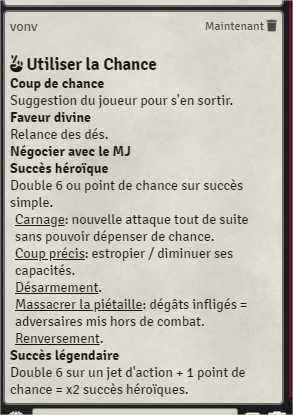 vonv
Maintenant
Utiliser la Chance
Coup de chance
Suggestion du joueur pour s'en sortir.
Faveur divine
Relance des dés.
Négocier avec le MJ
Succès héroïque
Double 6 ou point de chance sur succès
simple.
Carnage: nouvelle attaque tout de suite
sans pouvoir dépenser de chance.
Coup précis: estropier / diminuer ses
capacités.
Désarmement.
Massacrer la piétaille: dégâts infligés =
adversaires mis hors de combat.
Renversement.
Succès légendaire
Double 6 sur un jet d'action + 1 point de
chance = x2 succès héroïques.